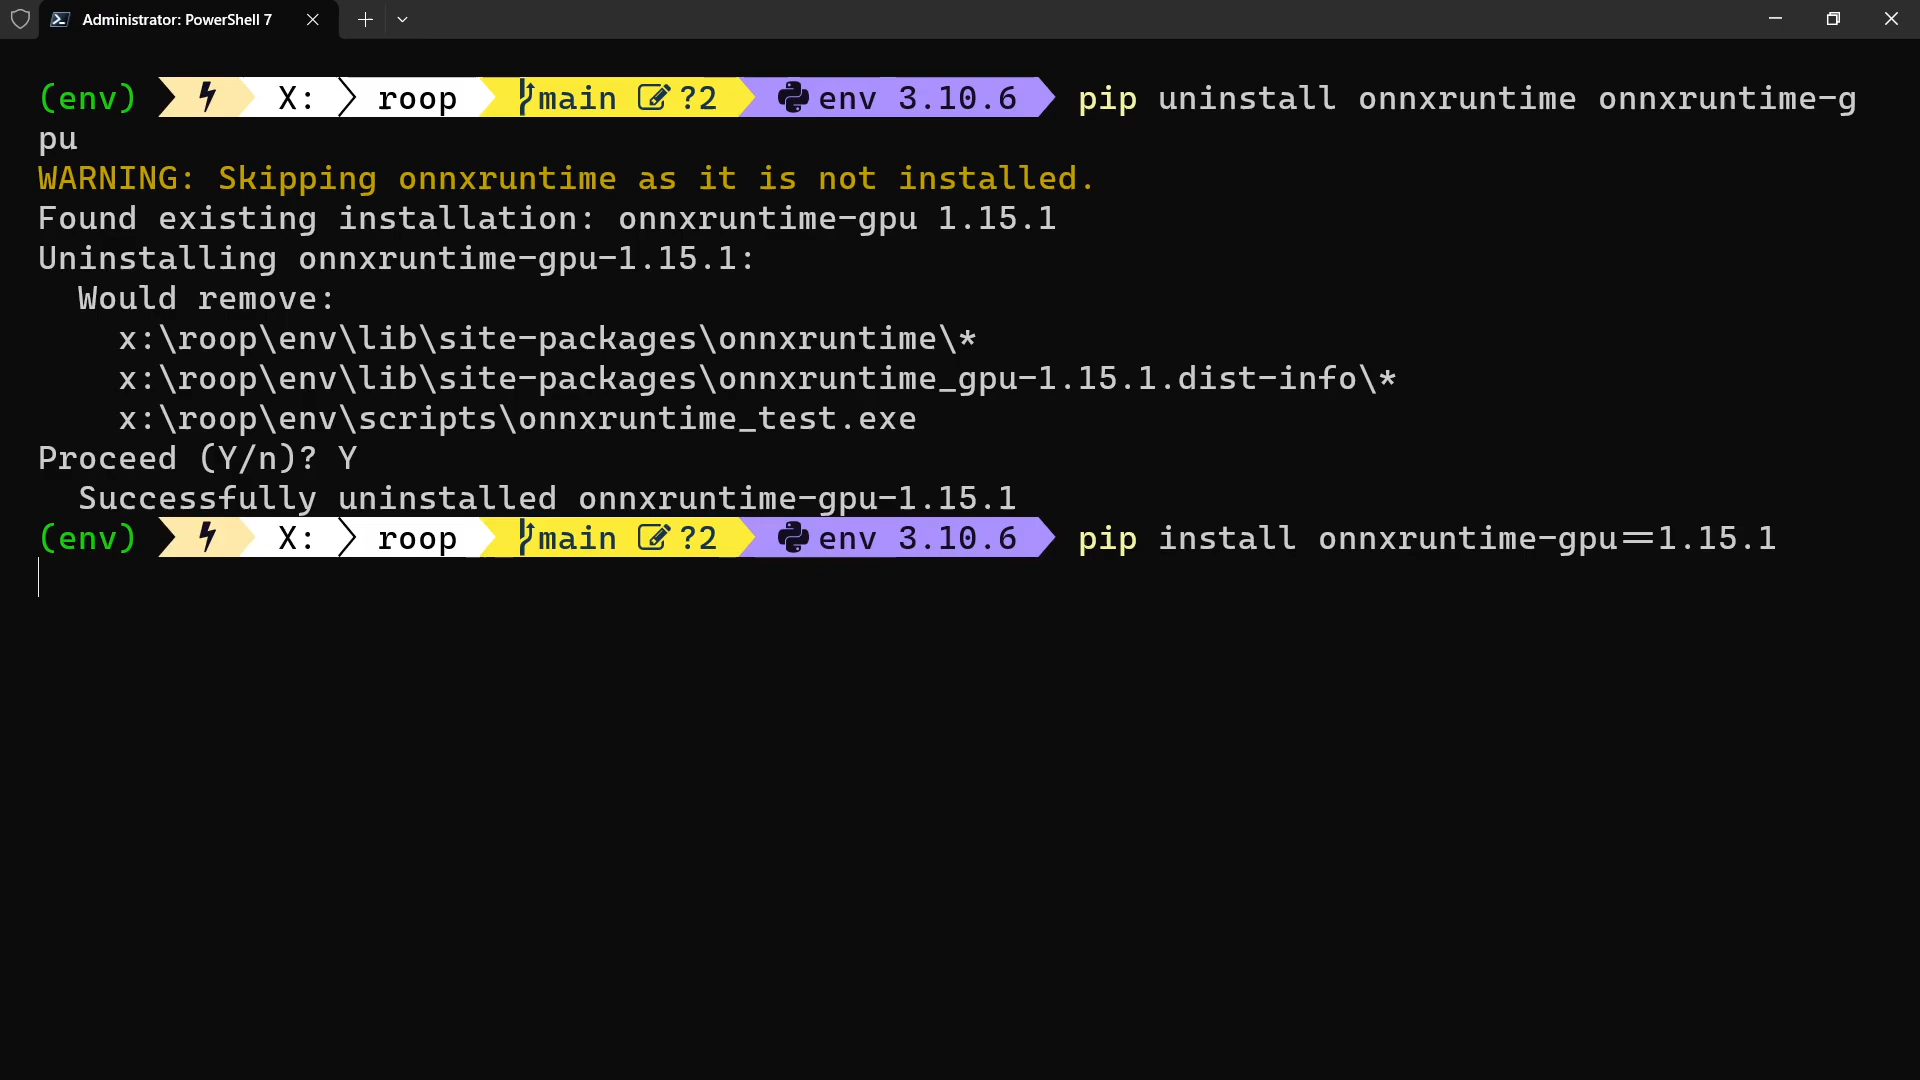 Administrator: PowerShell 7
(env) X: roop main ?2 env 3.10.6 pip uninstall onnxruntime onnxruntime-g
pu
WARNING: Skipping onnxruntime as it is not installed.
Found existing installation: onnxruntime-gpu 1.15.1
Uninstalling onnxruntime-gpu-1.15.1:
Would remove:
x:\roop\env\lib\site-packages\onnxruntime\*
x:\roop\env\lib\site-packages\onnxruntime_gpu-1.15.1.dist-info\*
x:\roop\env\scripts\onnxruntime_test.exe
Proceed (Y/n)? Y
Successfully uninstalled onnxruntime-gpu-1.15.1
(env) X: roop main ?2 env 3.10.6 pip install onnxruntime-gpu==1.15.1